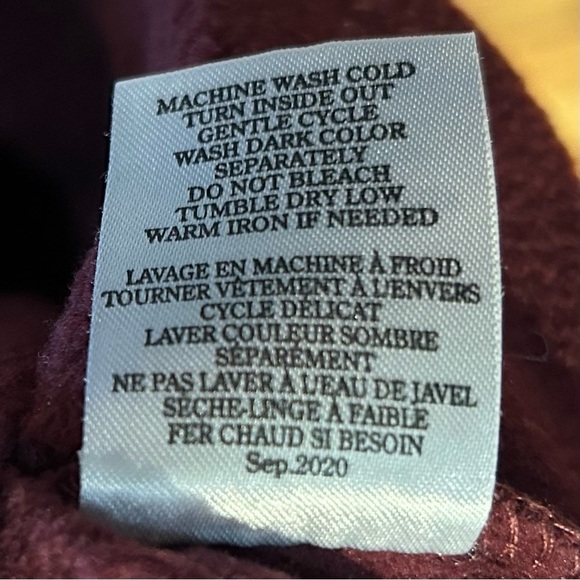 MACHINE WASH COLD
TURN INSIDE OUT
GENTLE CYCLE
WASH DARK COLOR
SEPARATELY
DO NOT BLEACH
TUMBLE DRY LOW
WARM IRON IF NEEDED
LAVAGE EN MACHINE À FROID
TOURNER VÊTEMENT À L'ENVERS
CYCLE DÉLICAT
LAVER COULEUR SOMBRE
SÉPARÉMENT
NE PAS LAVER À L'EAU DE JAVEL
SÈCHE-LINGE À FAIBLE
FER CHAUD SI BESOIN
Sep.2020